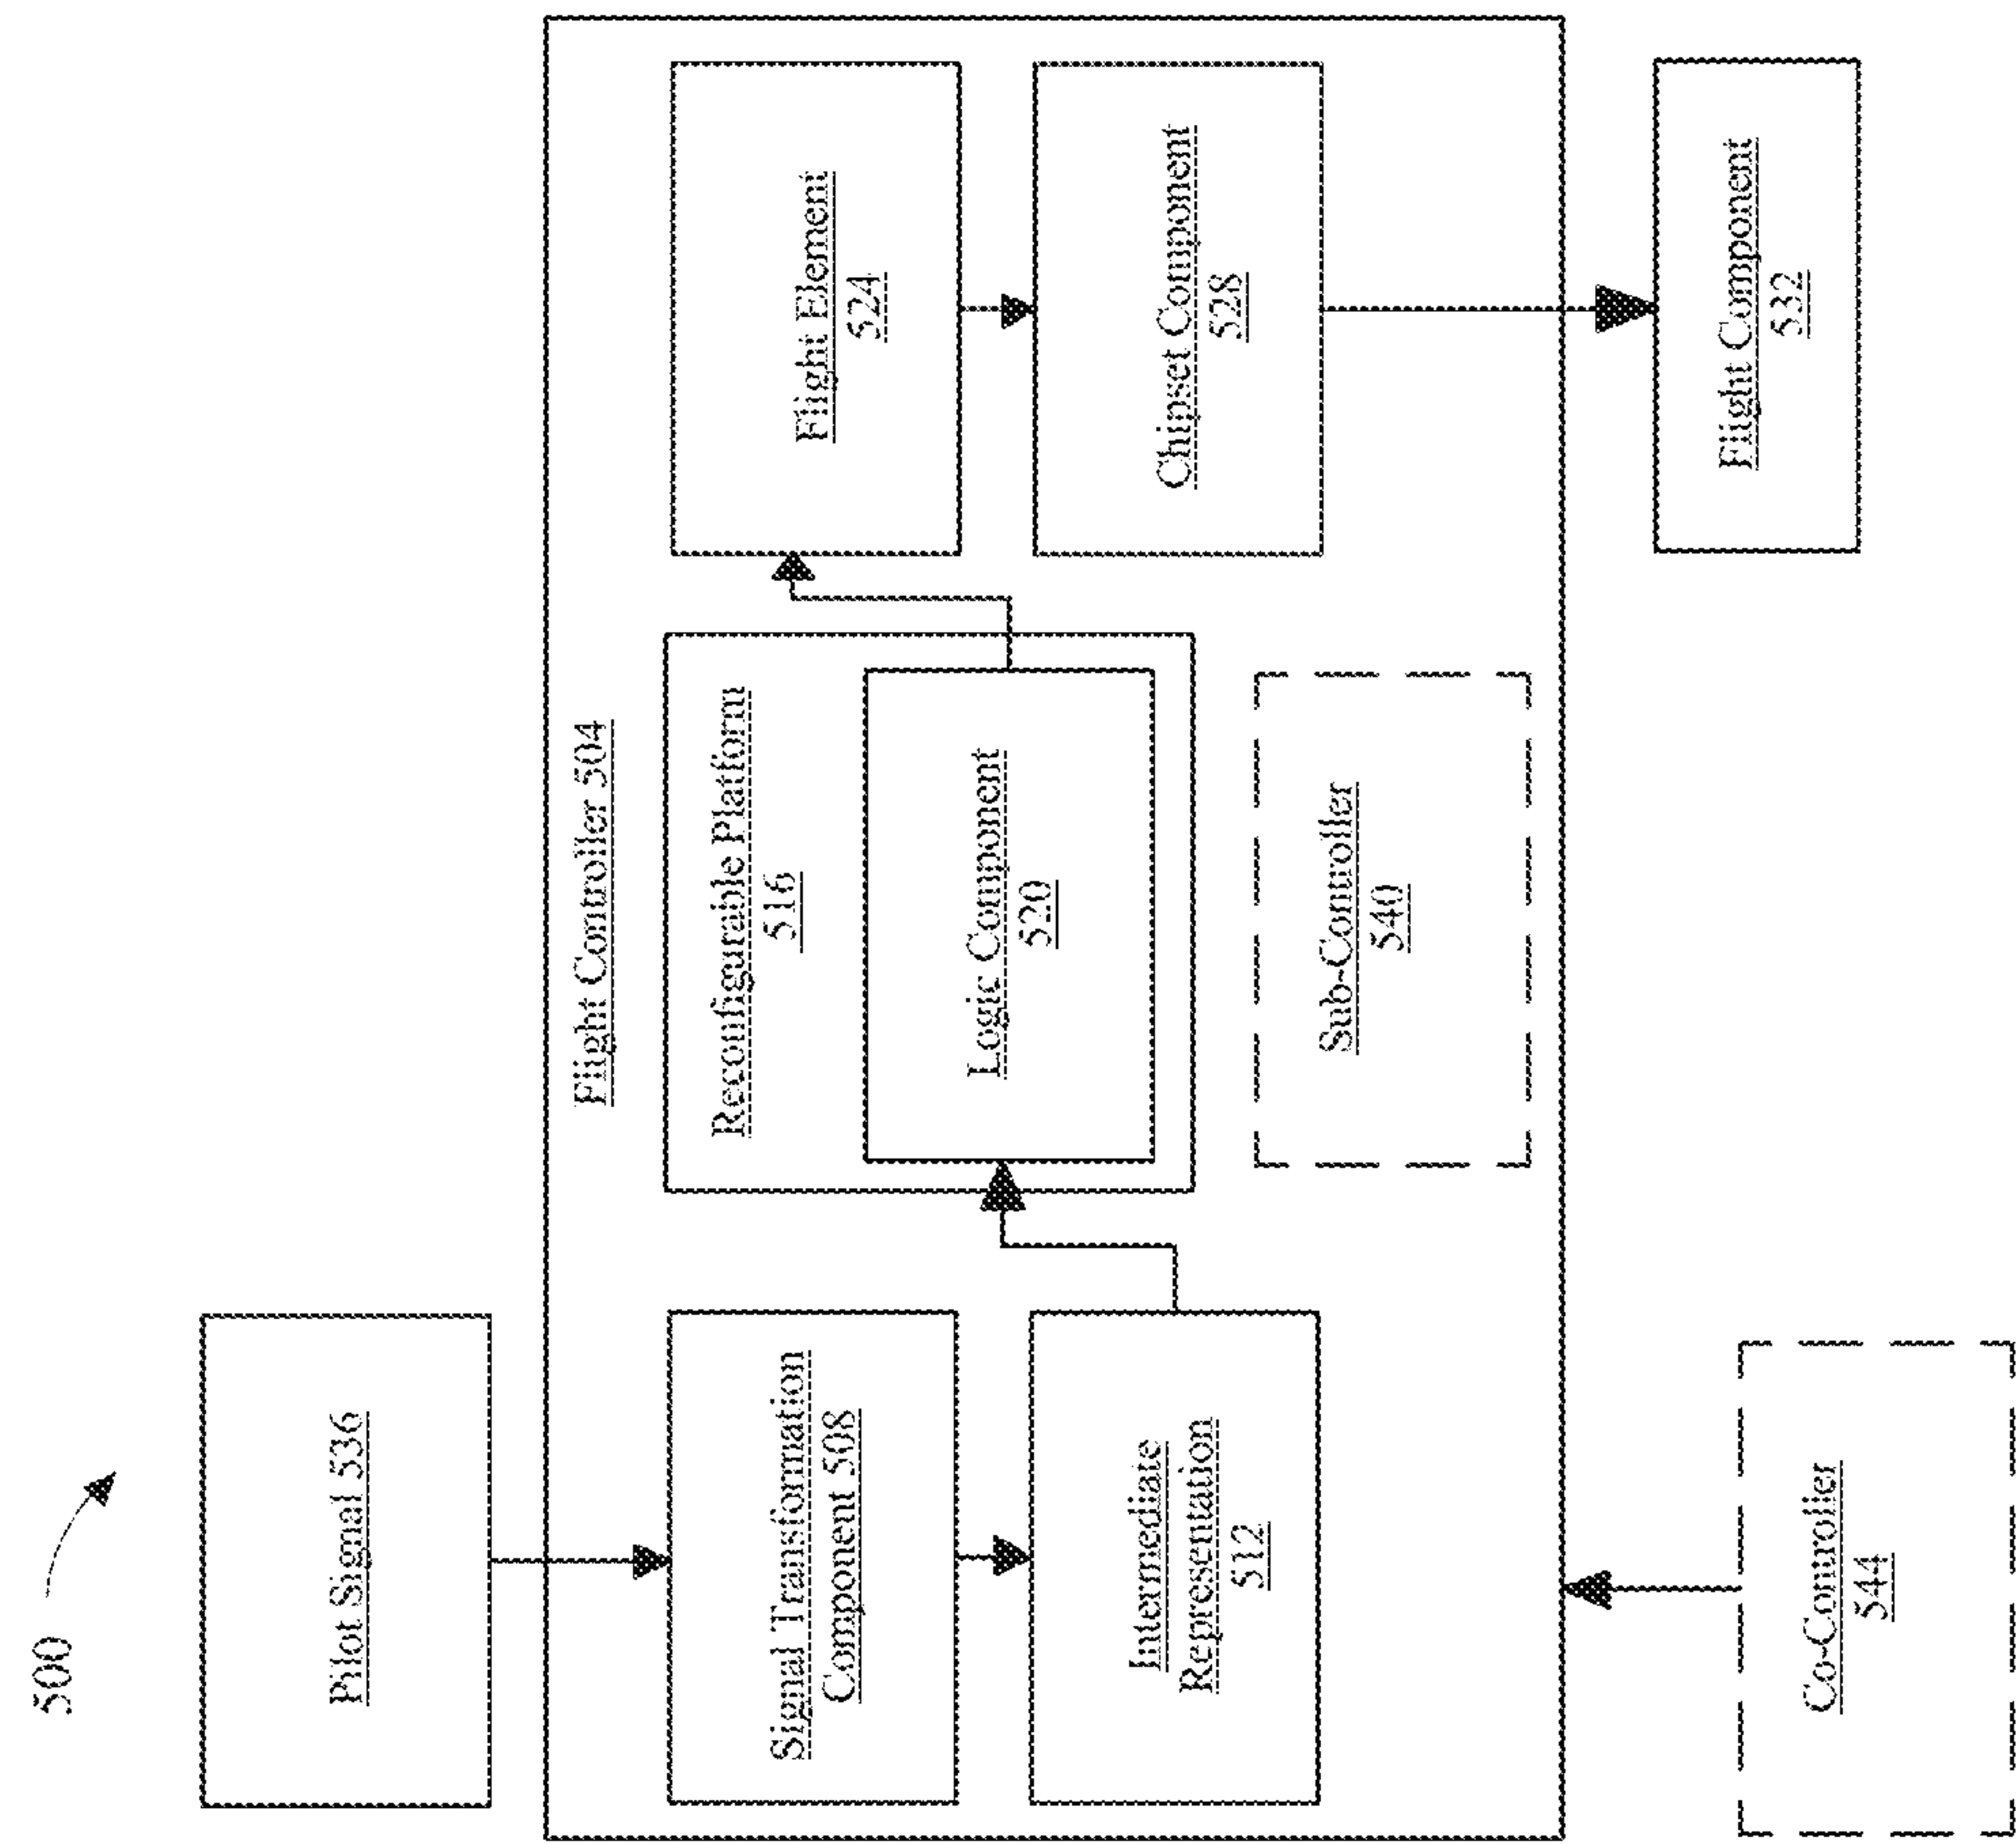 500
Pilot Signal 536
Flight Controller 504
Signal Transformation
Component 508
Intermediate
Representation
512
Reconfigurable Platform
516
Logic Component
520
Flight Element
524
Chipset Component
528
Sub-Controller
540
Co-Controller
544
Flight Component
532